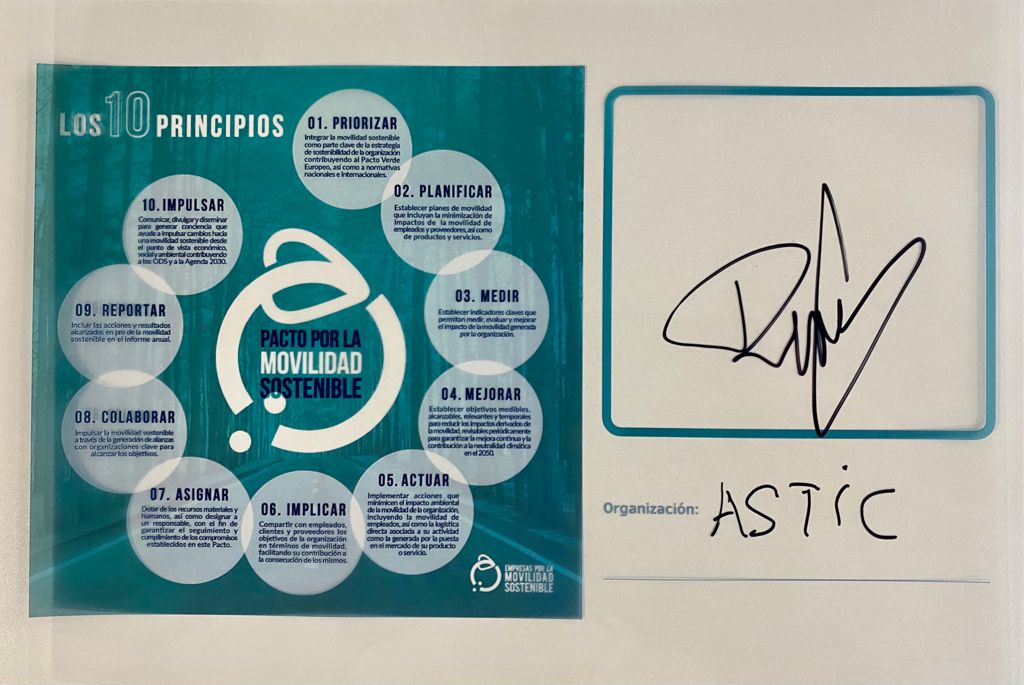 LOS 10 PRINCIPIOS
01. PRIORIZAR
Integrar la movilidad sostenible
como parte clave de la estrategia
de sostenibilidad de la organización
contribuyendo al Pacto Verde
Europeo, así como a normativas
nacionales e internacionales.
02. PLANIFICAR
Establecer planes de movilidad
que incluyan la minimización de
impactos de la movilidad de
empleados y proveedores, así como
de productos y servicios.
03. MEDIR
Establecer indicadores claves que
permitan medir, evaluar y mejorar
el impacto de la movilidad generada
por la organización.
04. MEJORAR
Establecer objetivos medibles,
alcanzables, relevantes y temporales
para reducir los impactos derivados de
la movilidad, revisables periódicamente
para garantizar la mejora continua y la
contribución a la neutralidad climática
en el 2050.
05. ACTUAR
Implementar acciones que
minimicen el impacto ambiental
de la movilidad de la organización,
incluyendo la movilidad de
empleados, así como la logística
directa asociada a su actividad
como la generada por la puesta
en el mercado de su producto
o servicio.
06. IMPLICAR
Compartir con empleados,
clientes y proveedores los
objetivos de la organización
en términos de movilidad,
facilitando su contribución a
la consecución de los mismos.
07. ASIGNAR
Dotar de los recursos materiales y
humanos, así como designar a
un responsable, con el fin de
garantizar el seguimiento y
cumplimiento de los compromisos
establecidos en este Pacto.
08. COLABORAR
Impulsar la movilidad sostenible
a través de la generación de alianzas
con organizaciones clave para
alcanzar los objetivos.
09. REPORTAR
Incluir las acciones y resultados
alcanzados en pro de la movilidad
sostenible en el informe anual.
10. IMPULSAR
Comunicar, divulgar y diseminar
para generar conciencia que
ayude a impulsar cambios hacia
una movilidad sostenible desde
el punto de vista económico,
social y ambiental contribuyendo
a los ODS y a la Agenda 2030.
PACTO POR LA
MOVILIDAD
SOSTENIBLE
EMPRESAS POR LA
MOVILIDAD
SOSTENIBLE
Organización: ASTIC